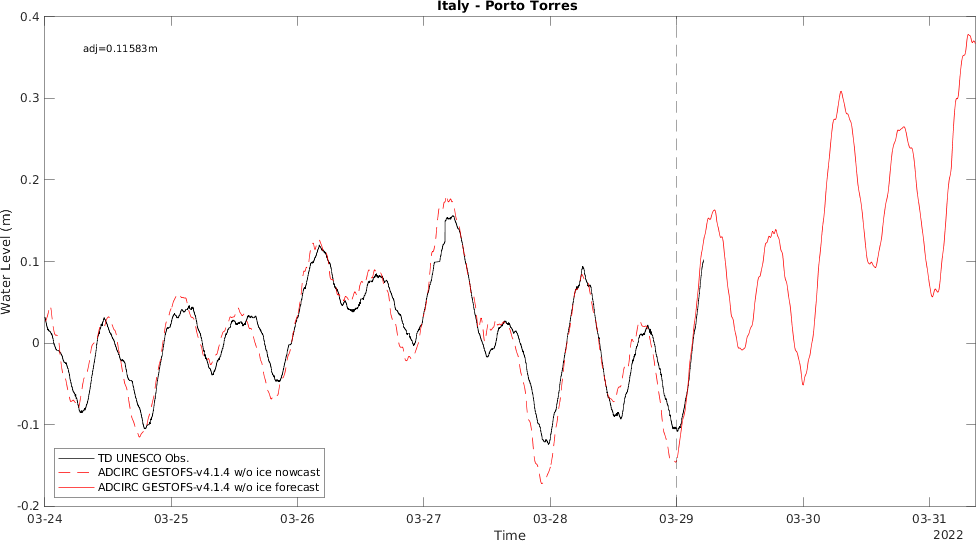 Italy - Porto Torres
adj=0.11583m
0.4
0.3
0.2
0.1
0
-0.1
-0.2
Water Level (m)
TD UNESCO Obs.
ADCIRC GESTOFS-v4.1.4 w/o ice nowcast
ADCIRC GESTOFS-v4.1.4 w/o ice forecast
03-24 03-25 03-26 03-27 03-28 03-29 03-30 03-31
Time
2022